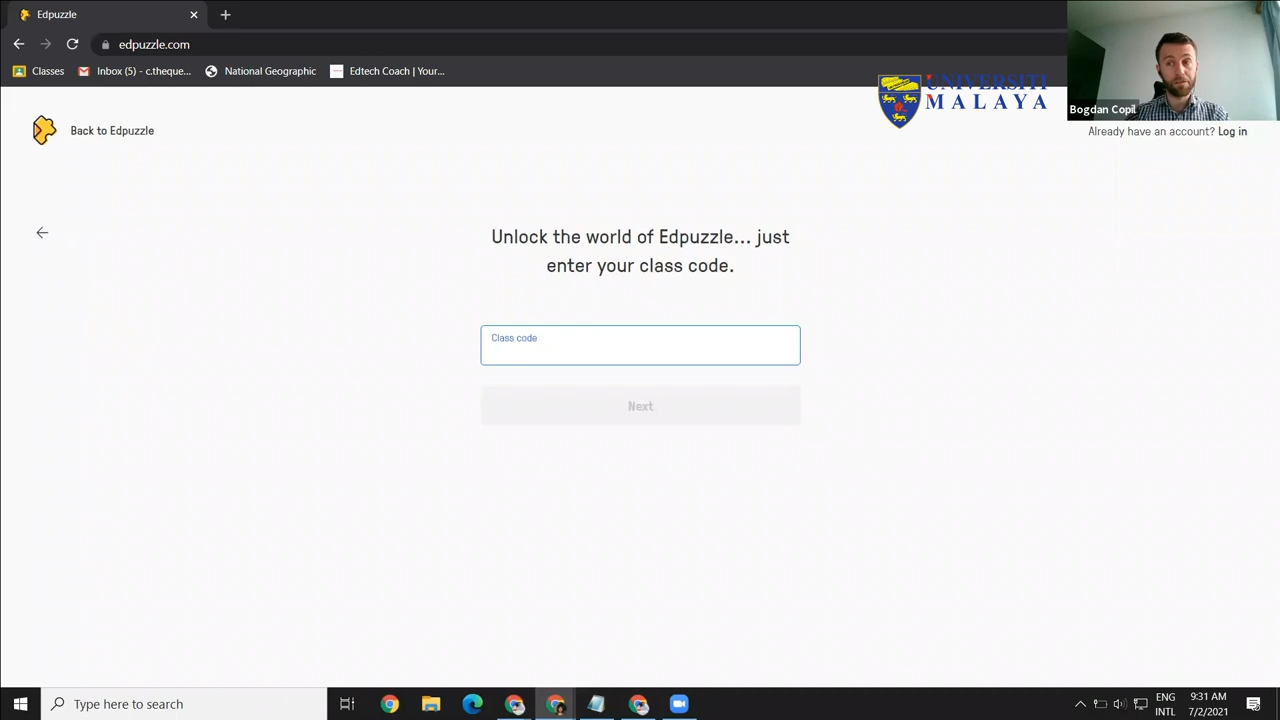 Edpuzzle
edpuzzle.com
Classes
Inbox (5) - c.theque...
National Geographic
Edtech Coach | Your...
UNIVERSITI
MALAYA
Bogdan Copil
Back to Edpuzzle
Already have an account? Log in
Unlock the world of Edpuzzle... just
enter your class code.
Class code
Next
Type here to search
ENG
INTL
9:31 AM
7/2/2021